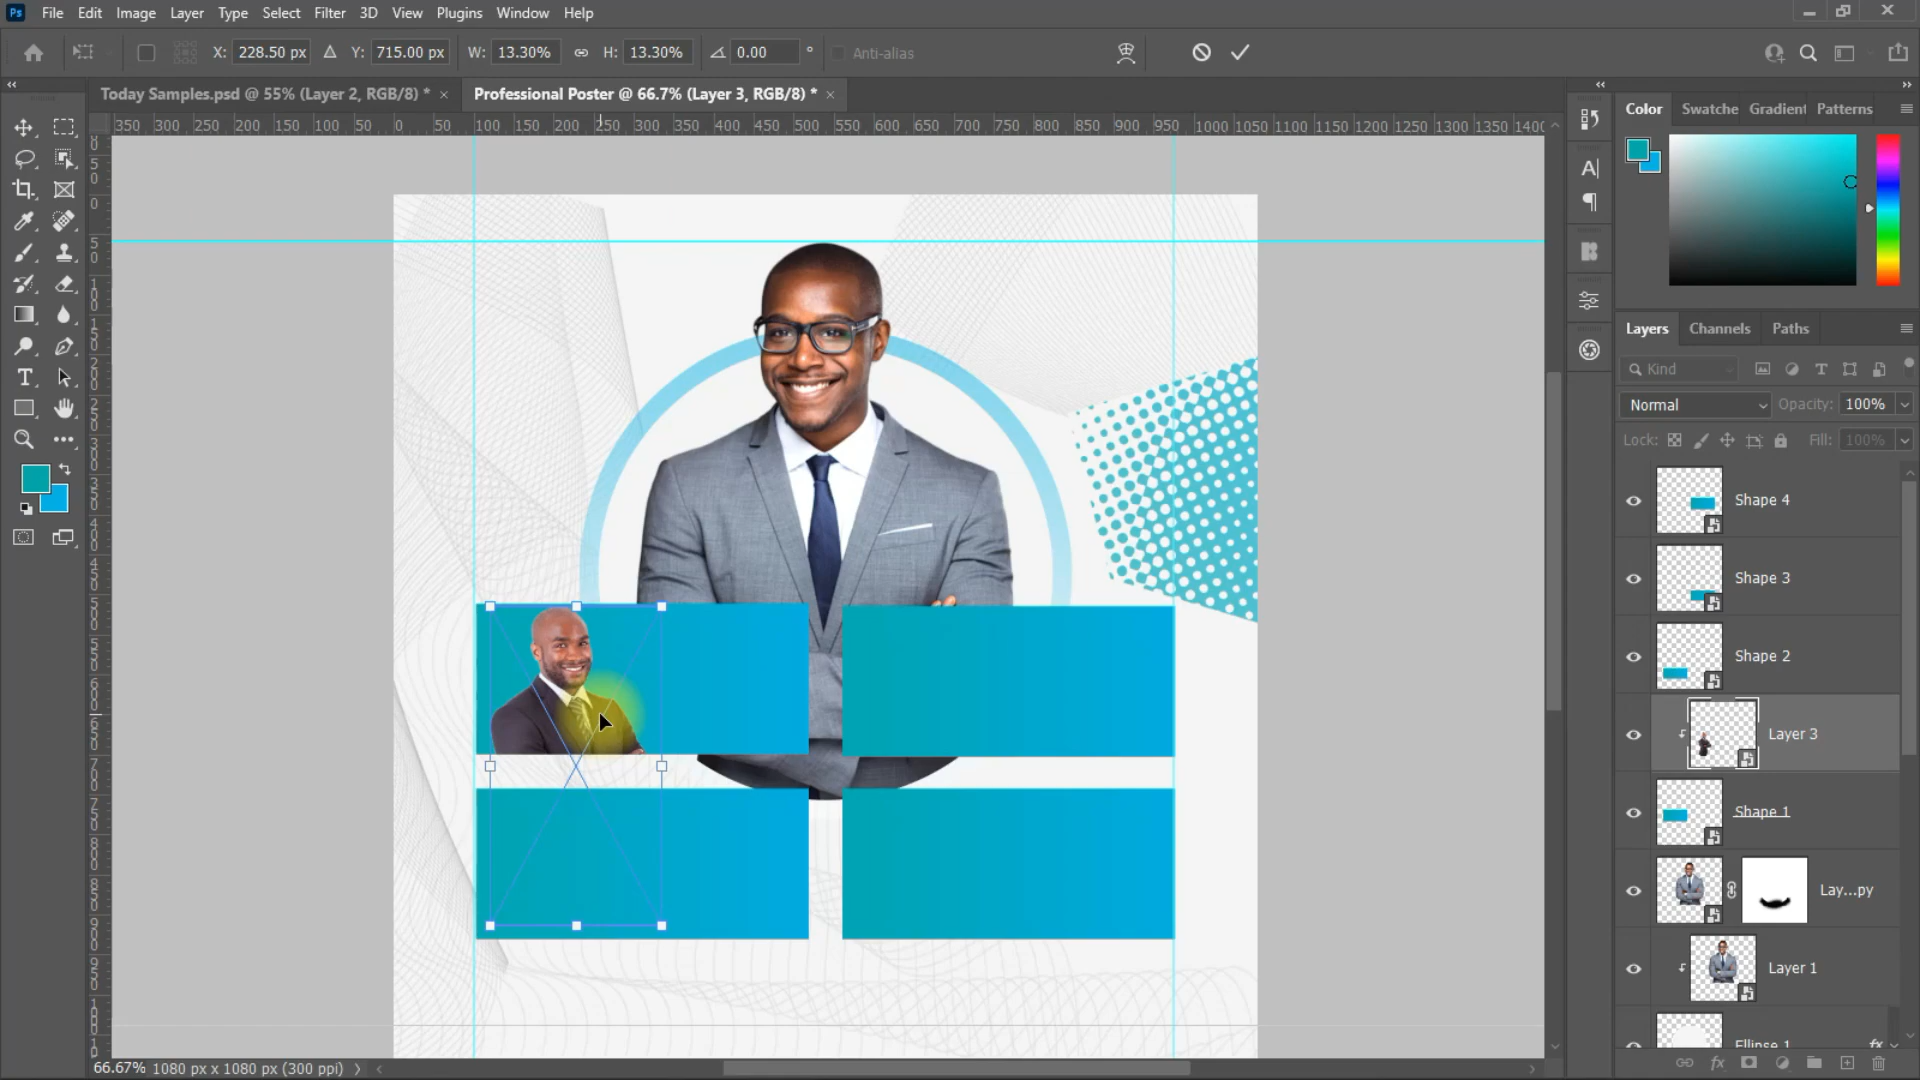 Ps File Edit Image Layer Type Select Filter 3D View Plugins Window Help
X: 228.50 px Y: 715.00 px W: 13.30% H: 13.30% 0.00 ° Anti-alias
Today Samples.psd @ 55% (Layer 2, RGB/8) * × Professional Poster @ 66.7% (Layer 3, RGB/8) * ×
350 300 250 200 150 100 50 0 50 100 150 200 250 300 350 400 450 500 550 600 650 700 750 800 850 900 950 1000 1050 1100 1150 1200 1250 1300 1350 1400
Color Swatche Gradient Patterns
Layers Channels Paths
Kind
Normal Opacity: 100%
Lock: Fill: 100%
Shape 4
Shape 3
Shape 2
Layer 3
Shape 1
Lay...py
Layer 1
Ellipse 1 fx
66.67% 1080 px x 1080 px (300 ppi)